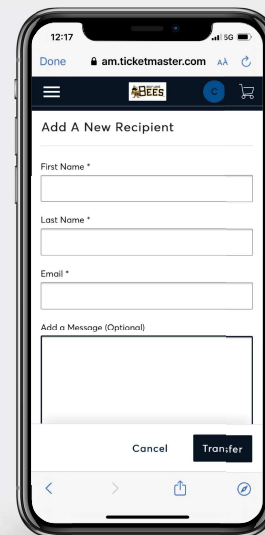 12:17
5G
Done
am.ticketmaster.com
AA
BEES
C
Add A New Recipient
First Name *
Last Name *
Email *
Add a Message (Optional)
Cancel
Transfer